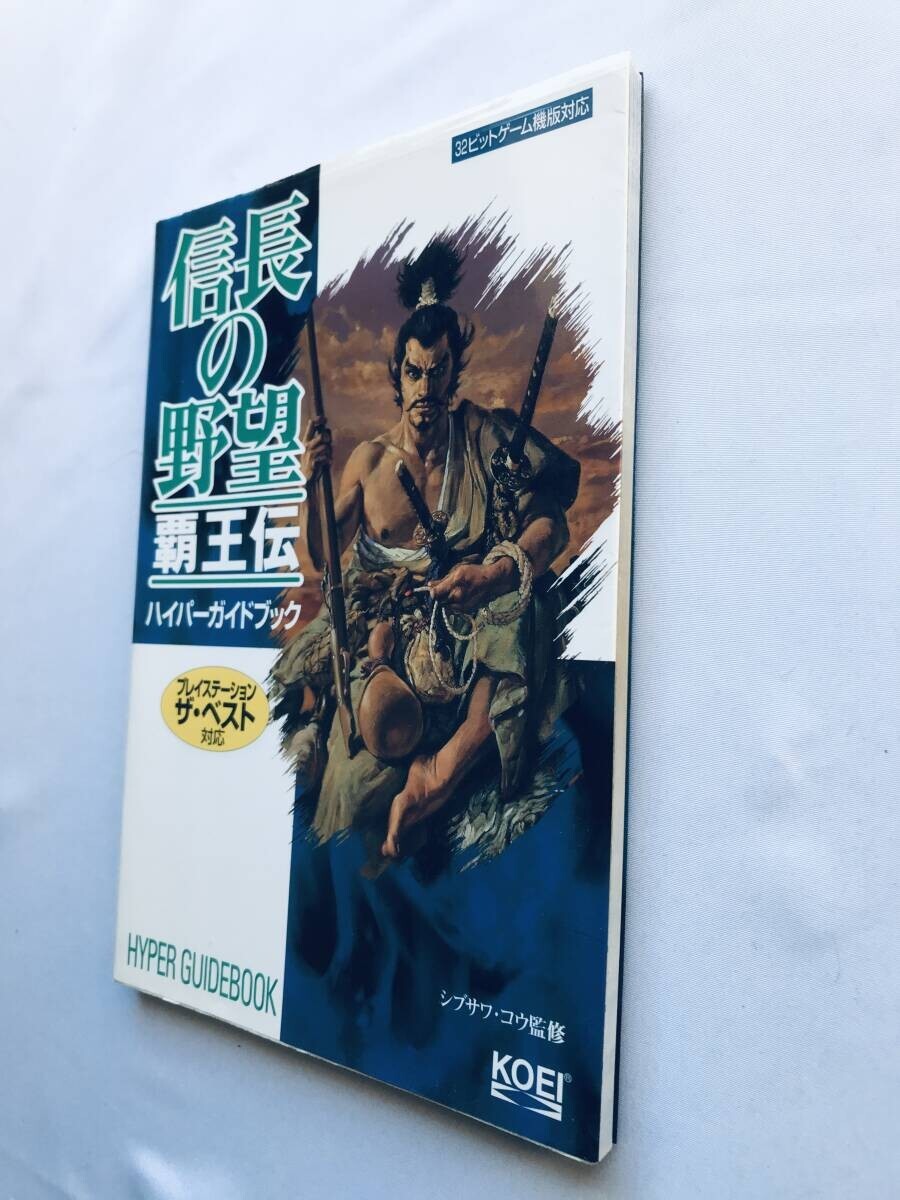 32ビットゲーム機版対応
信長
の
野望
覇王伝
ハイパーガイドブック
プレイステーション
ザ・ベスト
対応
HYPER GUIDEBOOK
シブサワ・コウ監修
KOEI®